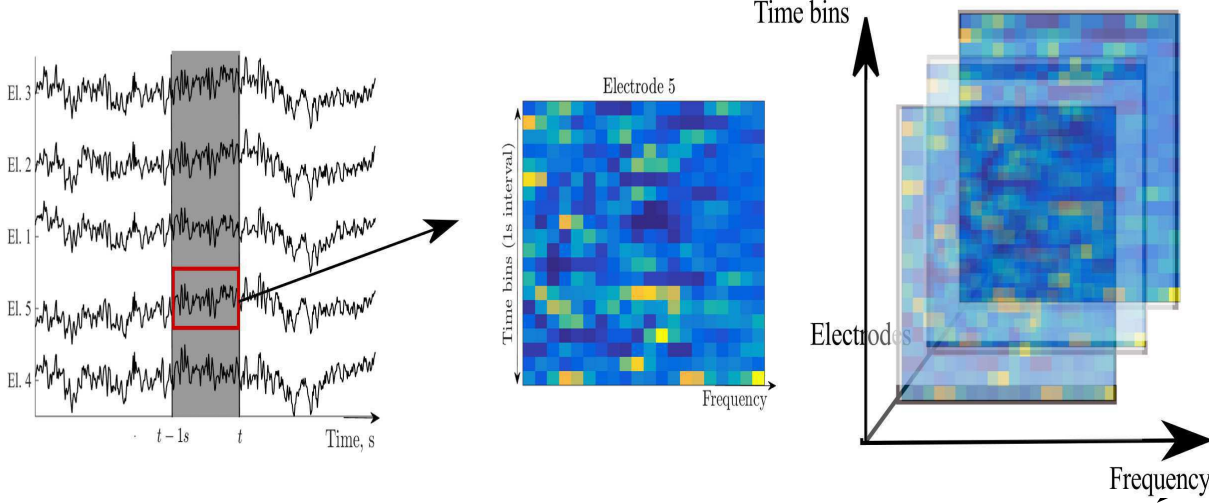 El. 3
El. 2
El. 1
El. 5
El. 4
t − 1s
t
Time, s
Electrode 5
Time bins (1s interval)
Frequency
Time bins
Electrodes
Frequency